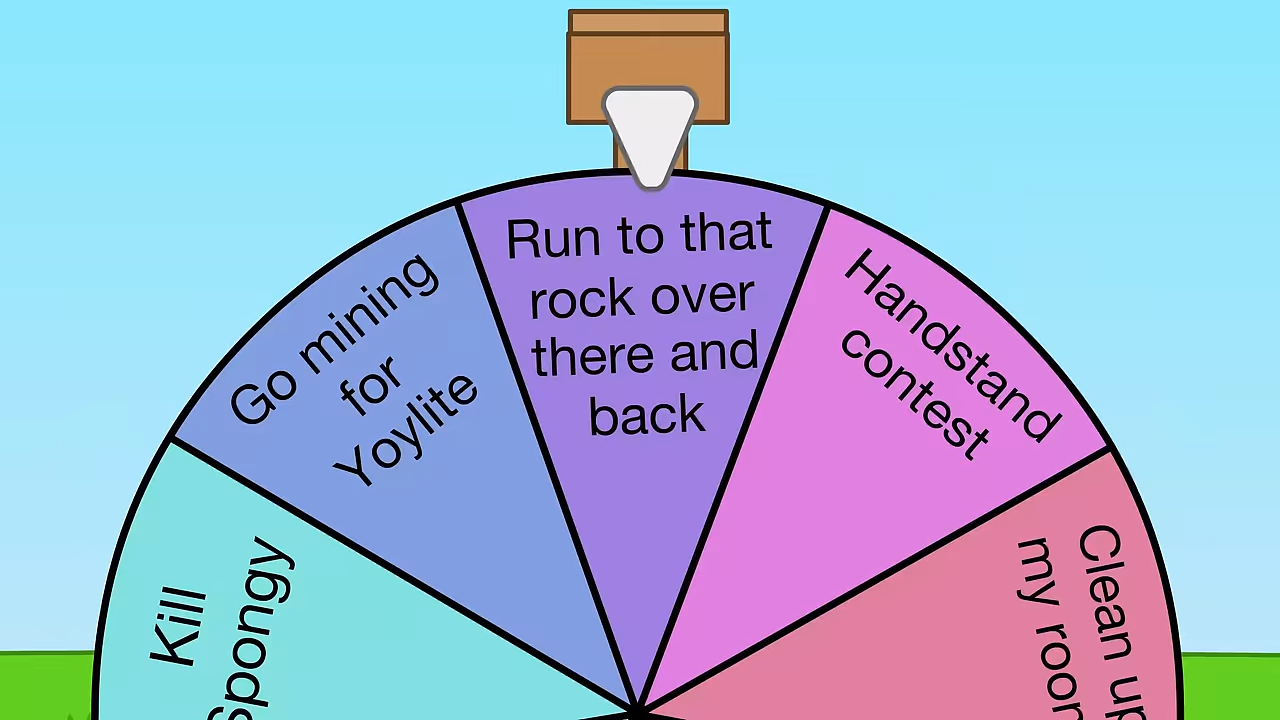 Kill
Spongy
Go mining
for
Yoylite
Run to that
rock over
there and
back
Handstand
contest
Clean up
my room